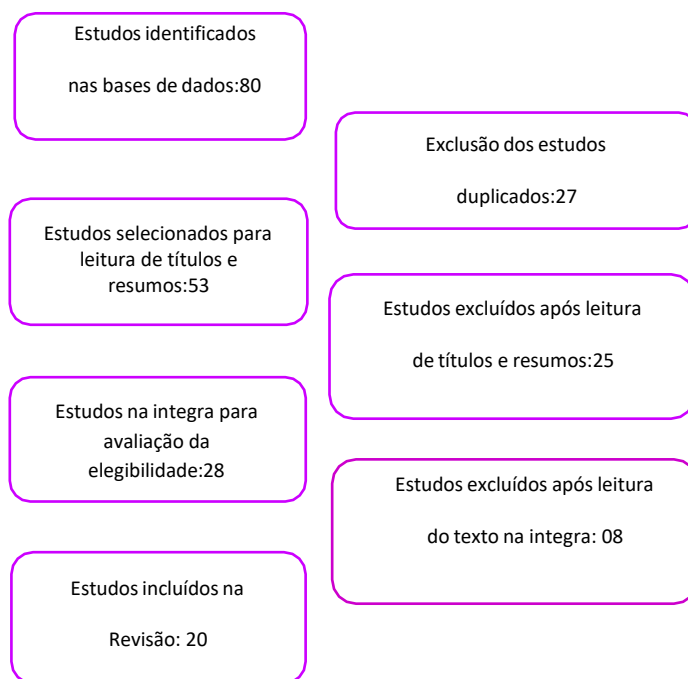 Estudos identificados
nas bases de dados:80
Exclusão dos estudos
duplicados:27
Estudos selecionados para
leitura de títulos e
resumos:53
Estudos excluídos após leitura
de títulos e resumos:25
Estudos na integra para
avaliação da
elegibilidade:28
Estudos excluídos após leitura
do texto na integra: 08
Estudos incluídos na
Revisão: 20